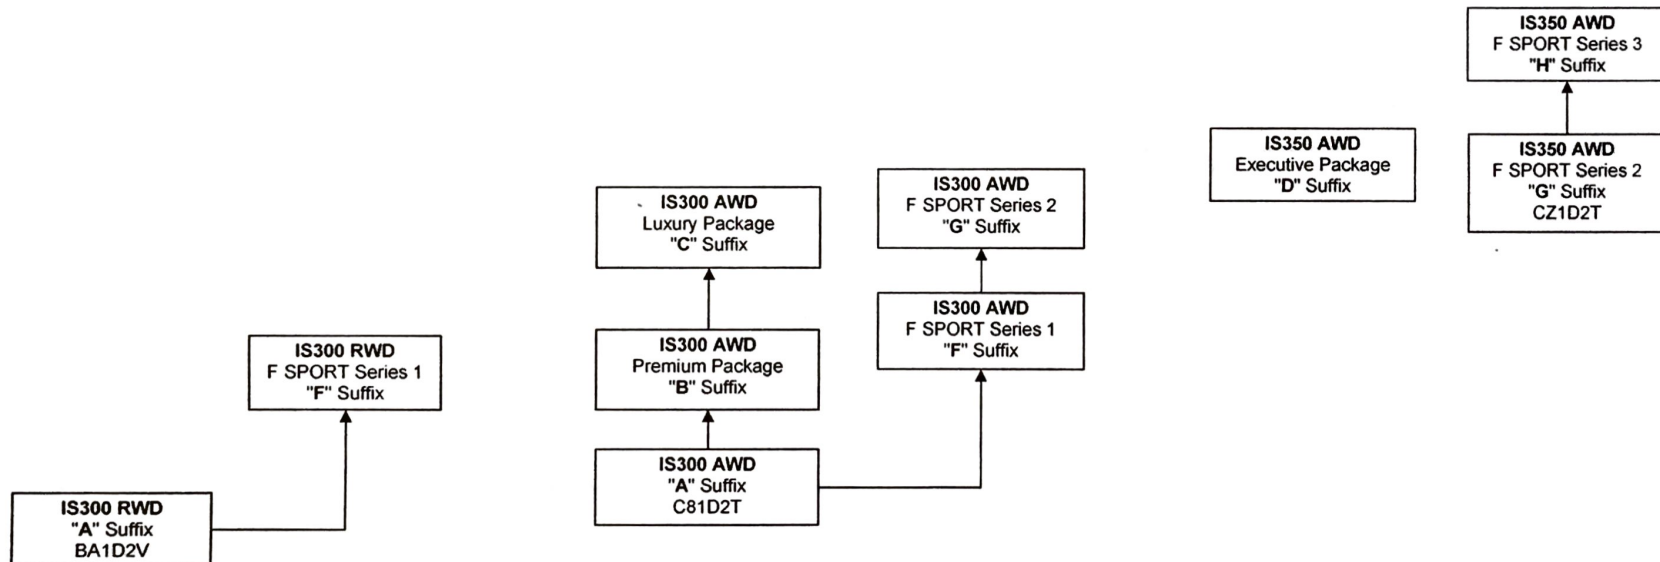 IS350 AWD
F SPORT Series 3
"H" Suffix
IS350 AWD
Executive Package
"D" Suffix
IS350 AWD
F SPORT Series 2
"G" Suffix
CZ1D2T
IS300 AWD
Luxury Package
"C" Suffix
IS300 AWD
F SPORT Series 2
"G" Suffix
IS300 AWD
F SPORT Series 1
"F" Suffix
IS300 RWD
F SPORT Series 1
"F" Suffix
IS300 AWD
Premium Package
"B" Suffix
IS300 AWD
"A" Suffix
C81D2T
IS300 RWD
"A" Suffix
BA1D2V